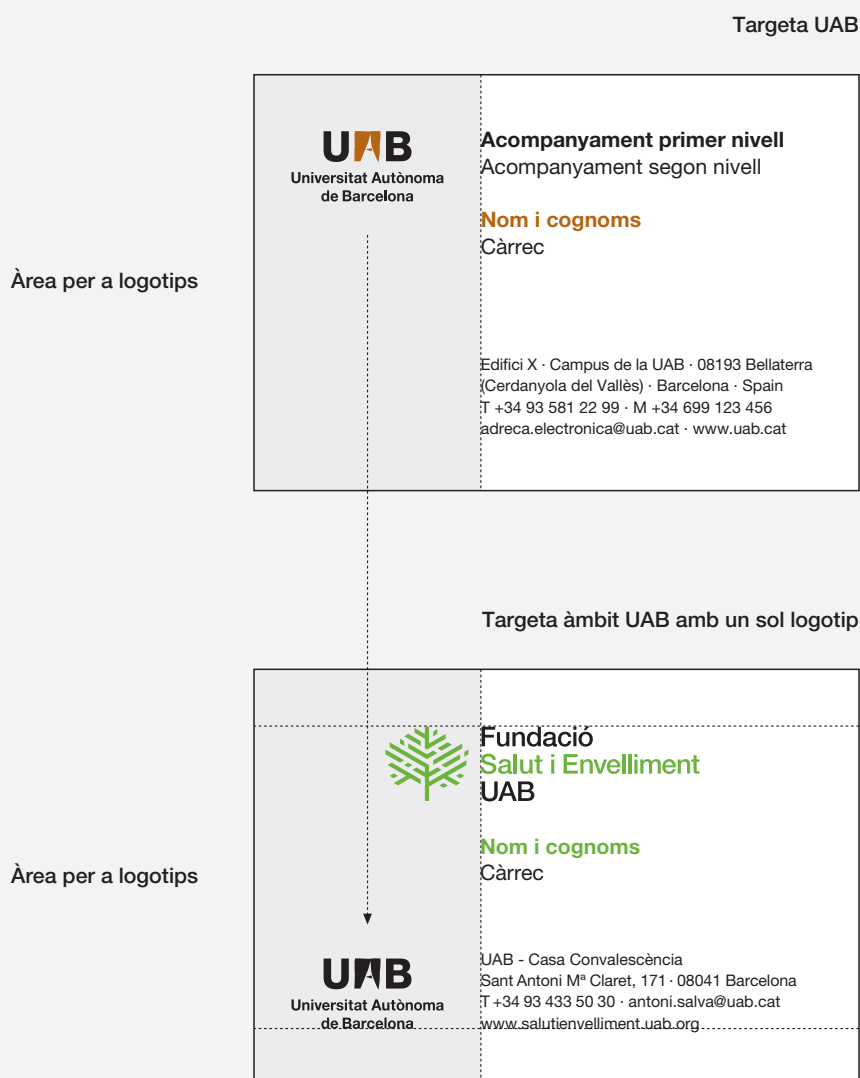 Targeta UAB
UAB
Universitat Autònoma
de Barcelona
Acompanyament primer nivell
Acompanyament segon nivell
Nom i cognoms
Càrrec
Àrea per a logotips
Edifici X · Campus de la UAB · 08193 Bellaterra
(Cerdanyola del Vallès) · Barcelona · Spain
T +34 93 581 22 99 · M +34 699 123 456
adreca.electronica@uab.cat · www.uab.cat
Targeta àmbit UAB amb un sol logotip
Fundació
Salut i Envelliment
UAB
Nom i cognoms
Càrrec
Àrea per a logotips
UAB
Universitat Autònoma
de Barcelona
UAB - Casa Convalescència
Sant Antoni Mª Claret, 171 · 08041 Barcelona
T +34 93 433 50 30 · antoni.salva@uab.cat
www.salutienvelliment.uab.org